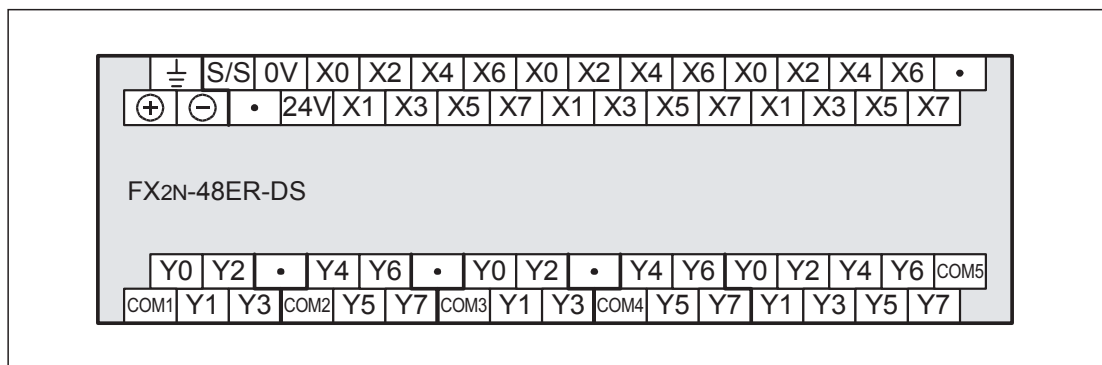 ⏚ S/S 0V X0 X2 X4 X6 X0 X2 X4 X6 X0 X2 X4 X6 •
⊕ ⊖ • 24V X1 X3 X5 X7 X1 X3 X5 X7 X1 X3 X5 X7
FX2N-48ER-DS
Y0 Y2 • Y4 Y6 • Y0 Y2 • Y4 Y6 Y0 Y2 Y4 Y6 COM5
COM1 Y1 Y3 COM2 Y5 Y7 COM3 Y1 Y3 COM4 Y5 Y7 Y1 Y3 Y5 Y7